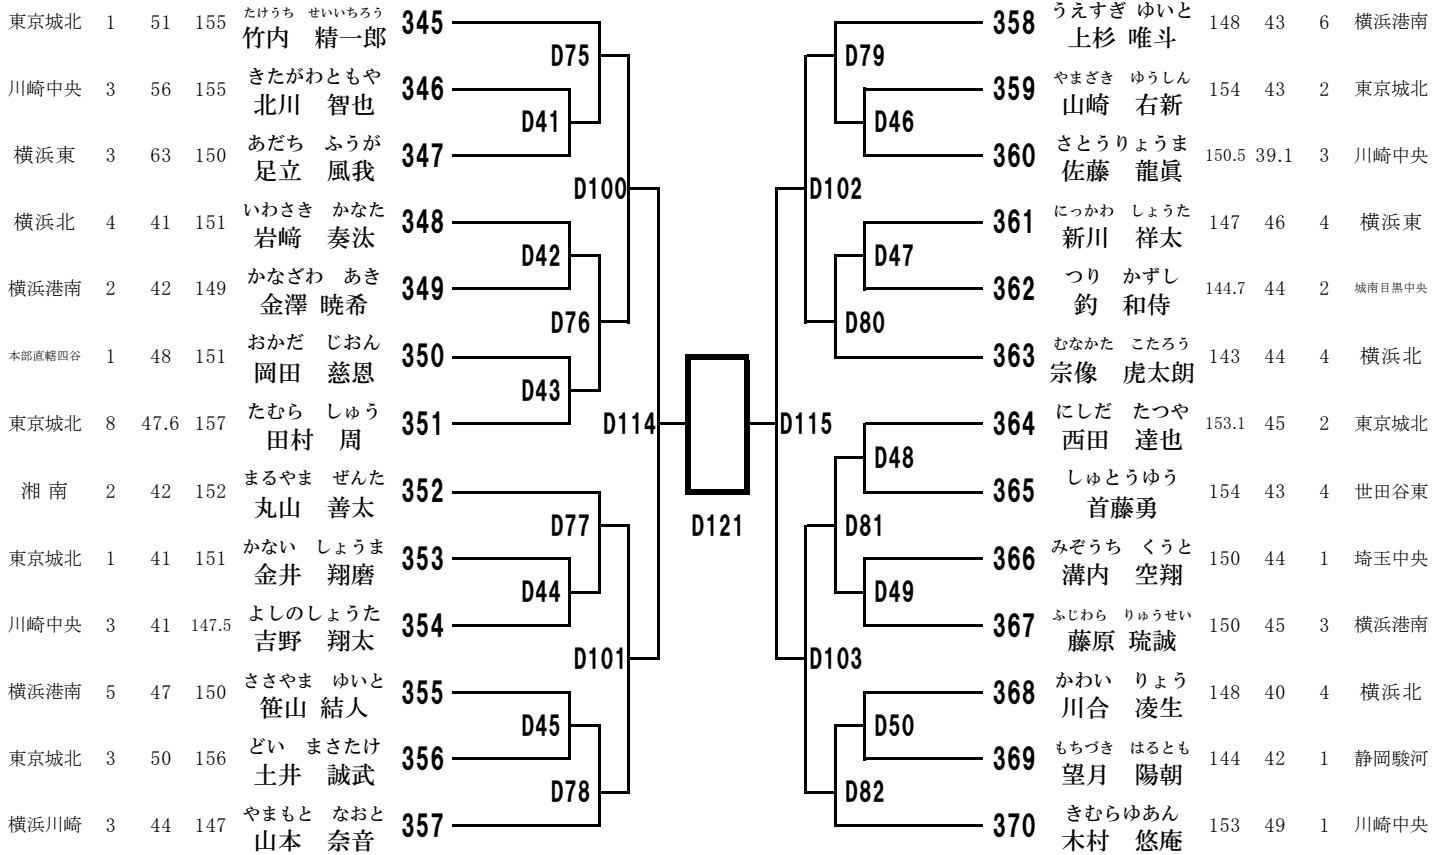 東京城北 1 51 155 たけうち せいいちろう 竹内 精一郎 345
川崎中央 3 56 155 きたがわともや 北川 智也 346
横浜東 3 63 150 あだち ふうが 足立 風我 347
横浜北 4 41 151 いわさき かなた 岩﨑 奏汰 348
横浜港南 2 42 149 かなざわ あき 金澤 暁希 349
本部直轄四谷 1 48 151 おかだ じおん 岡田 慈恩 350
東京城北 8 47.6 157 たむら しゅう 田村 周 351
湘南 2 42 152 まるやま ぜんた 丸山 善太 352
東京城北 1 41 151 かない しょうま 金井 翔磨 353
川崎中央 3 41 147.5 よしのしょうた 吉野 翔太 354
横浜港南 5 47 150 ささやま ゆいと 笹山 結人 355
東京城北 3 50 156 どい まさたけ 土井 誠武 356
横浜川崎 3 44 147 やまもと なおと 山本 奈音 357
D75
D41
D100
D42
D76
D43
D114
D77
D44
D101
D45
D78
D121
D79
D46
D102
D47
D80
D115
D48
D81
D49
D103
D50
D82
358 うえすぎ ゆいと 上杉 唯斗 148 43 6 横浜港南
359 やまざき ゆうしん 山崎 右新 154 43 2 東京城北
360 さとうりょうま 佐藤 龍眞 150.5 39.1 3 川崎中央
361 にっかわ しょうた 新川 祥太 147 46 4 横浜東
362 つり かずし 釣 和侍 144.7 44 2 城南目黒中央
363 むなかた こたろう 宗像 虎太朗 143 44 4 横浜北
364 にしだ たつや 西田 達也 153.1 45 2 東京城北
365 しゅとうゆう 首藤勇 154 43 4 世田谷東
366 みぞうち くうと 溝内 空翔 150 44 1 埼玉中央
367 ふじわら りゅうせい 藤原 琉誠 150 45 3 横浜港南
368 かわい りょう 川合 凌生 148 40 4 横浜北
369 もちづき はるとも 望月 陽朝 144 42 1 静岡駿河
370 きむらゆあん 木村 悠庵 153 49 1 川崎中央